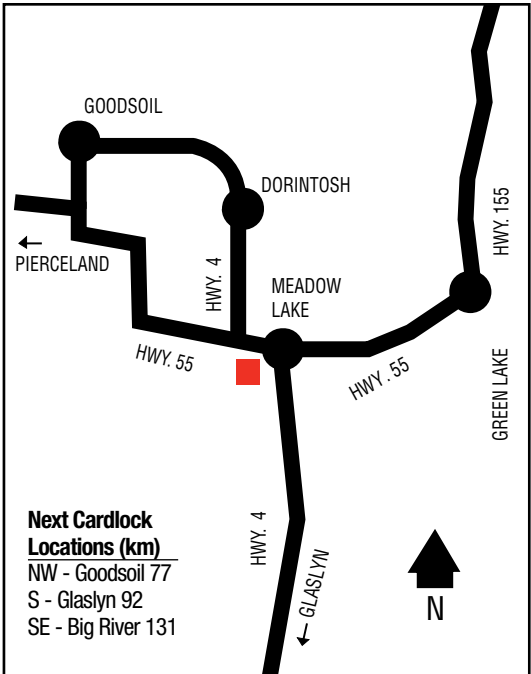 GOODSOIL
DORINTOSH
HWY. 155
PIERCELAND
HWY. 4
MEADOW
LAKE
HWY. 55
HWY. 55
GREEN LAKE
HWY. 4
GLASLYN
Next Cardlock
Locations (km)
NW - Goodsoil 77
S - Glaslyn 92
SE - Big River 131
N